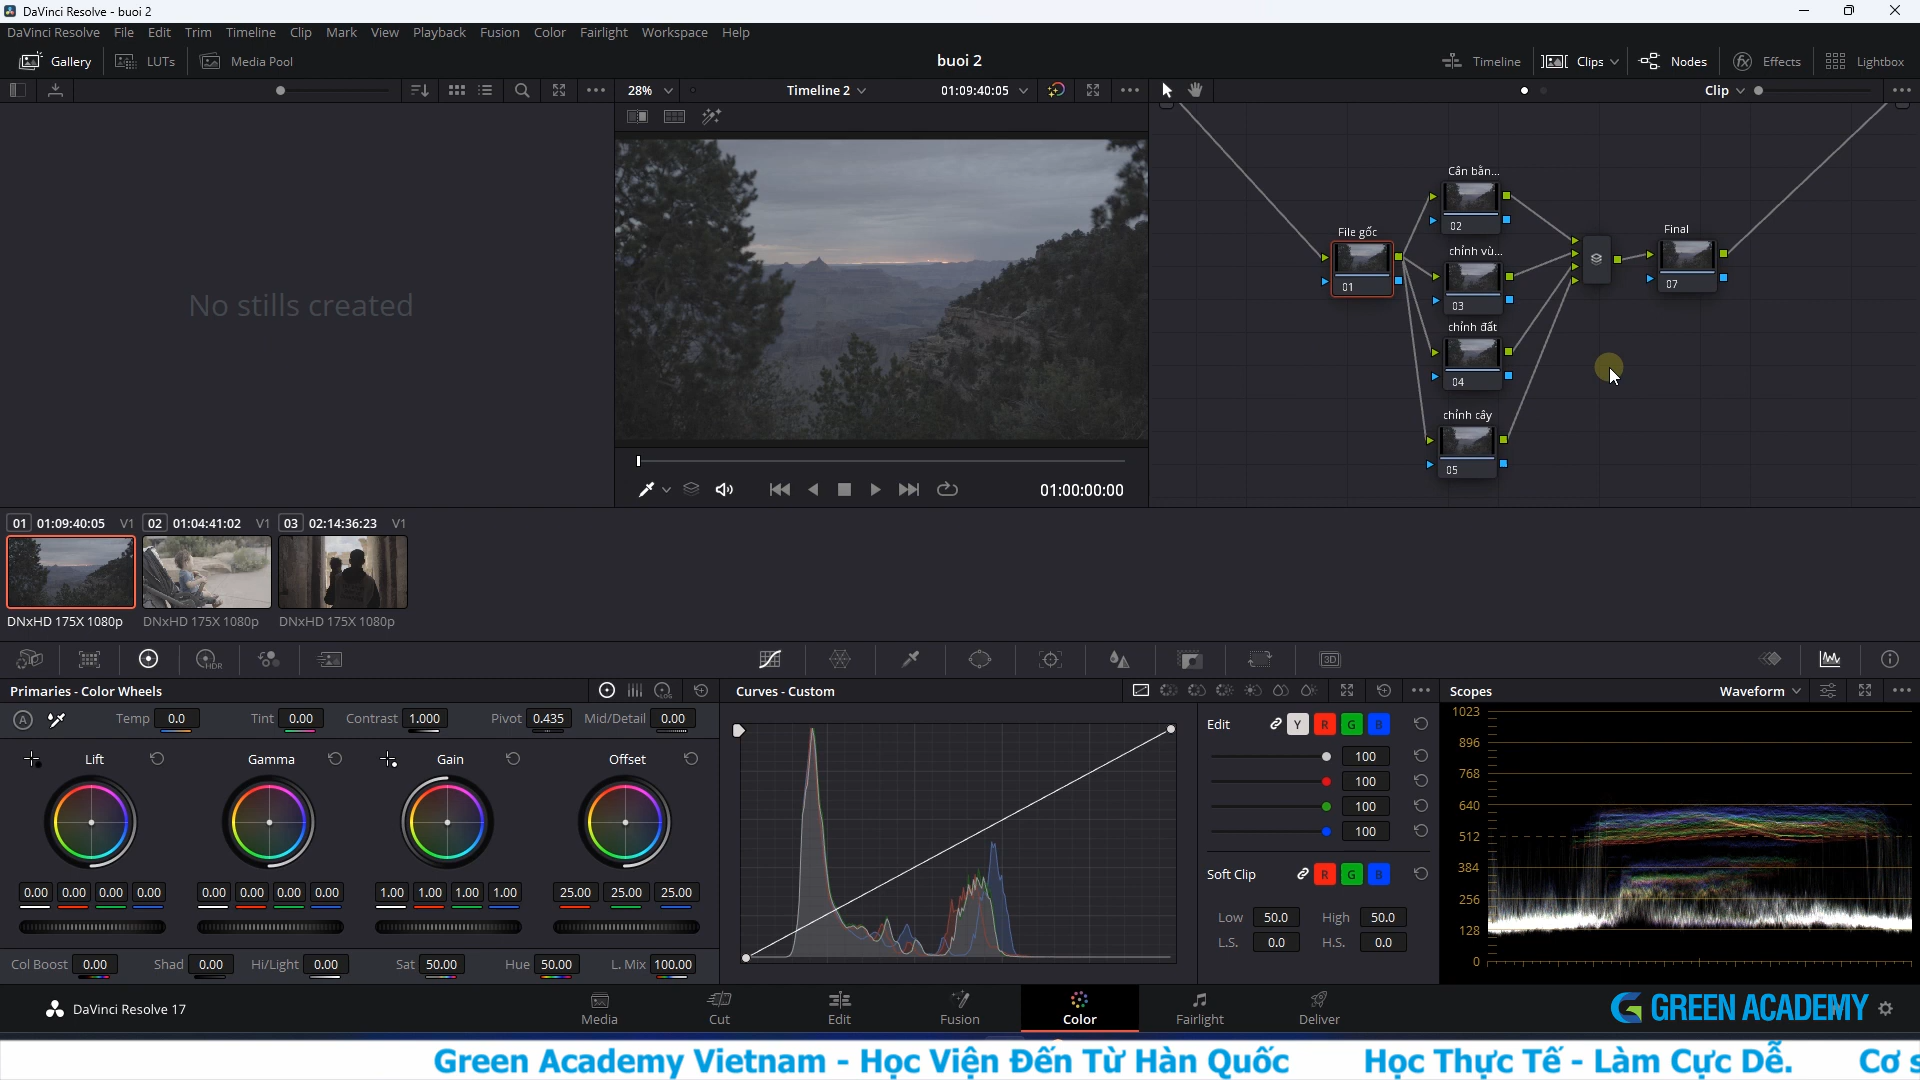 DaVinci Resolve - buoi 2
DaVinci Resolve File Edit Trim Timeline Clip Mark View Playback Fusion Color Fairlight Workspace Help
Gallery LUTs Media Pool buoi 2 Timeline Clips Nodes Effects Lightbox
28% Timeline 2 01:09:40:05 Clip
Cân bằn...
02
File gốc
01
chỉnh vù...
03
Final
07
chỉnh đất
04
chỉnh cây
05
No stills created
01:00:00:00
01 01:09:40:05 V1 02 01:04:41:02 V1 03 02:14:36:23 V1
DNxHD 175X 1080p DNxHD 175X 1080p DNxHD 175X 1080p
HDR 3D
Primaries - Color Wheels LOG Curves - Custom Scopes Waveform
A Temp 0.0 Tint 0.00 Contrast 1.000 Pivot 0.435 Mid/Detail 0.00
Edit Y R G B
Lift Gamma Gain Offset
100
100
100
100
0.00 0.00 0.00 0.00 0.00 0.00 0.00 0.00 1.00 1.00 1.00 1.00 25.00 25.00 25.00
Soft Clip R G B
Low 50.0 High 50.0
L.S. 0.0 H.S. 0.0
Col Boost 0.00 Shad 0.00 Hi/Light 0.00 Sat 50.00 Hue 50.00 L. Mix 100.00
1023
896
768
640
512
384
256
128
0
DaVinci Resolve 17 Media Cut Edit Fusion Color Fairlight Deliver GREEN ACADEMY
Green Academy Vietnam - Học Viện Đến Từ Hàn Quốc Học Thực Tế - Làm Cực Dễ. Cơ s